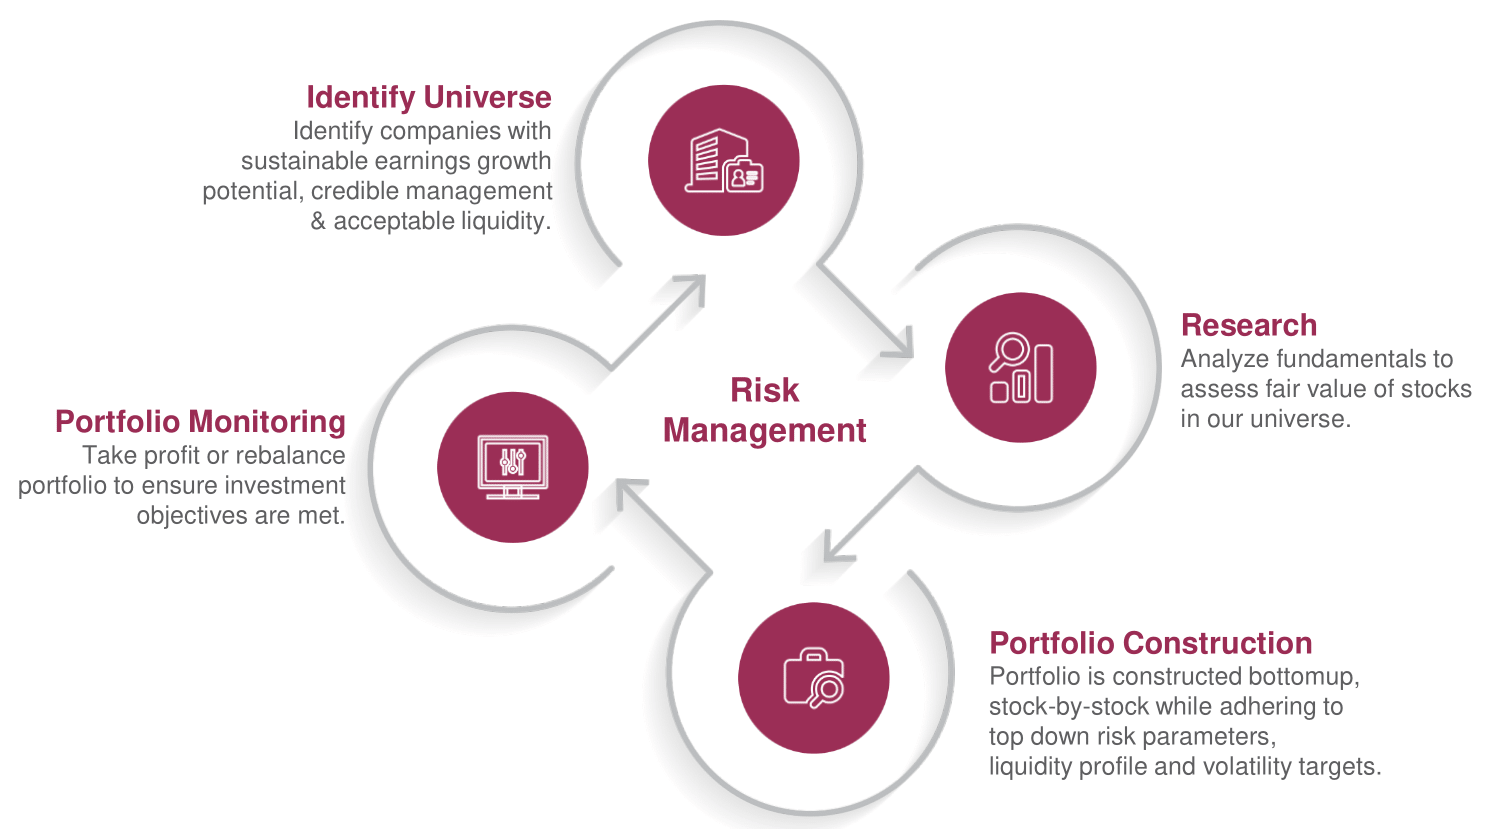 Identify Universe
Identify companies with
sustainable earnings growth
potential, credible management
& acceptable liquidity.
Research
Analyze fundamentals to
assess fair value of stocks
in our universe.
Risk
Management
Portfolio Monitoring
Take profit or rebalance
portfolio to ensure investment
objectives are met.
Portfolio Construction
Portfolio is constructed bottomup,
stock-by-stock while adhering to
top down risk parameters,
liquidity profile and volatility targets.